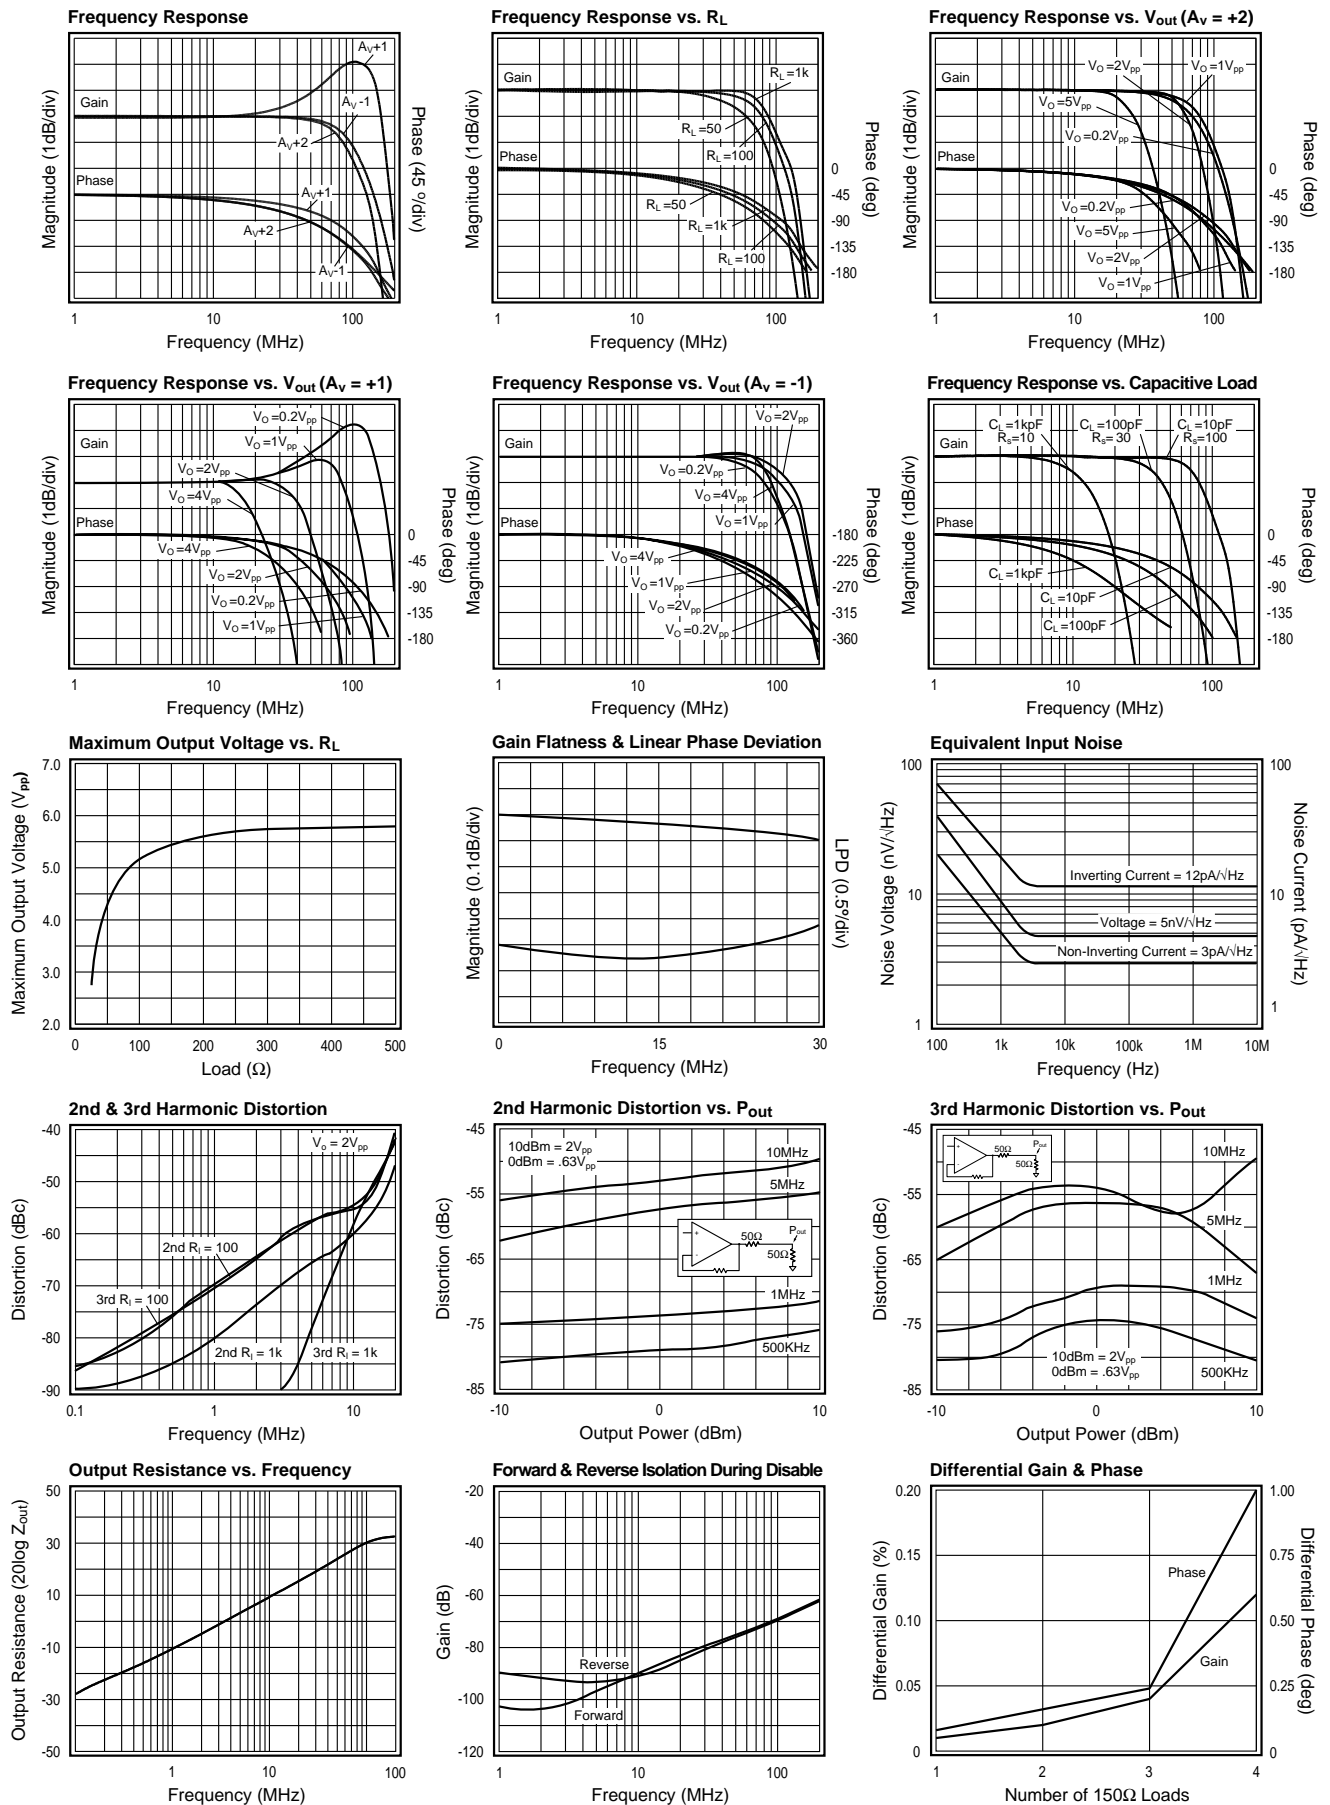 Frequency Response
Magnitude (1dB/div)
Phase (45 °/div)
Gain
Phase
Av+1
Av-1
Av+2
Av+1
Av+2
Av-1
1 10 100
Frequency (MHz)
Frequency Response vs. RL
Magnitude (1dB/div)
Phase (deg)
Gain
Phase
RL=1k
RL=50
RL=100
RL=50
RL=1k
RL=100
0
-45
-90
-135
-180
1 10 100
Frequency (MHz)
Frequency Response vs. Vout (Av = +2)
Magnitude (1dB/div)
Phase (deg)
Gain
Phase
VO=2Vpp
VO=1Vpp
VO=5Vpp
VO=0.2Vpp
VO=0.2Vpp
VO=5Vpp
VO=2Vpp
VO=1Vpp
0
-45
-90
-135
-180
1 10 100
Frequency (MHz)
Frequency Response vs. Vout (Av = +1)
Magnitude (1dB/div)
Phase (deg)
Gain
Phase
VO=0.2Vpp
VO=1Vpp
VO=2Vpp
VO=4Vpp
VO=4Vpp
VO=2Vpp
VO=0.2Vpp
VO=1Vpp
0
-45
-90
-135
-180
1 10 100
Frequency (MHz)
Frequency Response vs. Vout (Av = -1)
Magnitude (1dB/div)
Phase (deg)
Gain
Phase
VO=2Vpp
VO=0.2Vpp
VO=4Vpp
VO=1Vpp
VO=4Vpp
VO=1Vpp
VO=2Vpp
VO=0.2Vpp
-180
-225
-270
-315
-360
1 10 100
Frequency (MHz)
Frequency Response vs. Capacitive Load
Magnitude (1dB/div)
Phase (deg)
Gain
Phase
CL=1kpF
Rs=10
CL=100pF
Rs=30
CL=10pF
Rs=100
CL=1kpF
CL=10pF
CL=100pF
0
-45
-90
-135
-180
1 10 100
Frequency (MHz)
Maximum Output Voltage vs. RL
Maximum Output Voltage (Vpp)
7.0
6.0
5.0
4.0
3.0
2.0
0 100 200 300 400 500
Load (Ω)
Gain Flatness & Linear Phase Deviation
Magnitude (0.1dB/div)
LPD (0.5°/div)
0 15 30
Frequency (MHz)
Equivalent Input Noise
Noise Voltage (nV/√Hz)
Noise Current (pA/√Hz)
100
10
1
Inverting Current = 12pA/√Hz
Voltage = 5nV/√Hz
Non-Inverting Current = 3pA/√Hz
100
10
1
100 1k 10k 100k 1M 10M
Frequency (Hz)
2nd & 3rd Harmonic Distortion
Distortion (dBc)
-40
-50
-60
-70
-80
-90
Vo = 2Vpp
2nd Rl = 100
3rd Rl = 100
2nd Rl = 1k
3rd Rl = 1k
0.1 1 10
Frequency (MHz)
2nd Harmonic Distortion vs. Pout
Distortion (dBc)
-45
-55
-65
-75
-85
10dBm = 2Vpp
0dBm = .63Vpp
10MHz
5MHz
+
-
50Ω
50Ω
Pout
1MHz
500KHz
-10 0 10
Output Power (dBm)
3rd Harmonic Distortion vs. Pout
Distortion (dBc)
-45
-55
-65
-75
-85
+
-
50Ω
50Ω
Pout
10MHz
5MHz
1MHz
10dBm = 2Vpp
0dBm = .63Vpp
500KHz
-10 0 10
Output Power (dBm)
Output Resistance vs. Frequency
Output Resistance (20log Zout)
50
30
10
-10
-30
-50
1 10 100
Frequency (MHz)
Forward & Reverse Isolation During Disable
Gain (dB)
-20
-40
-60
-80
-100
-120
Reverse
Forward
1 10 100
Frequency (MHz)
Differential Gain & Phase
Differential Gain (%)
Differential Phase (deg)
0.20
0.15
0.10
0.05
0
Phase
Gain
1.00
0.75
0.50
0.25
0
1 2 3 4
Number of 150Ω Loads